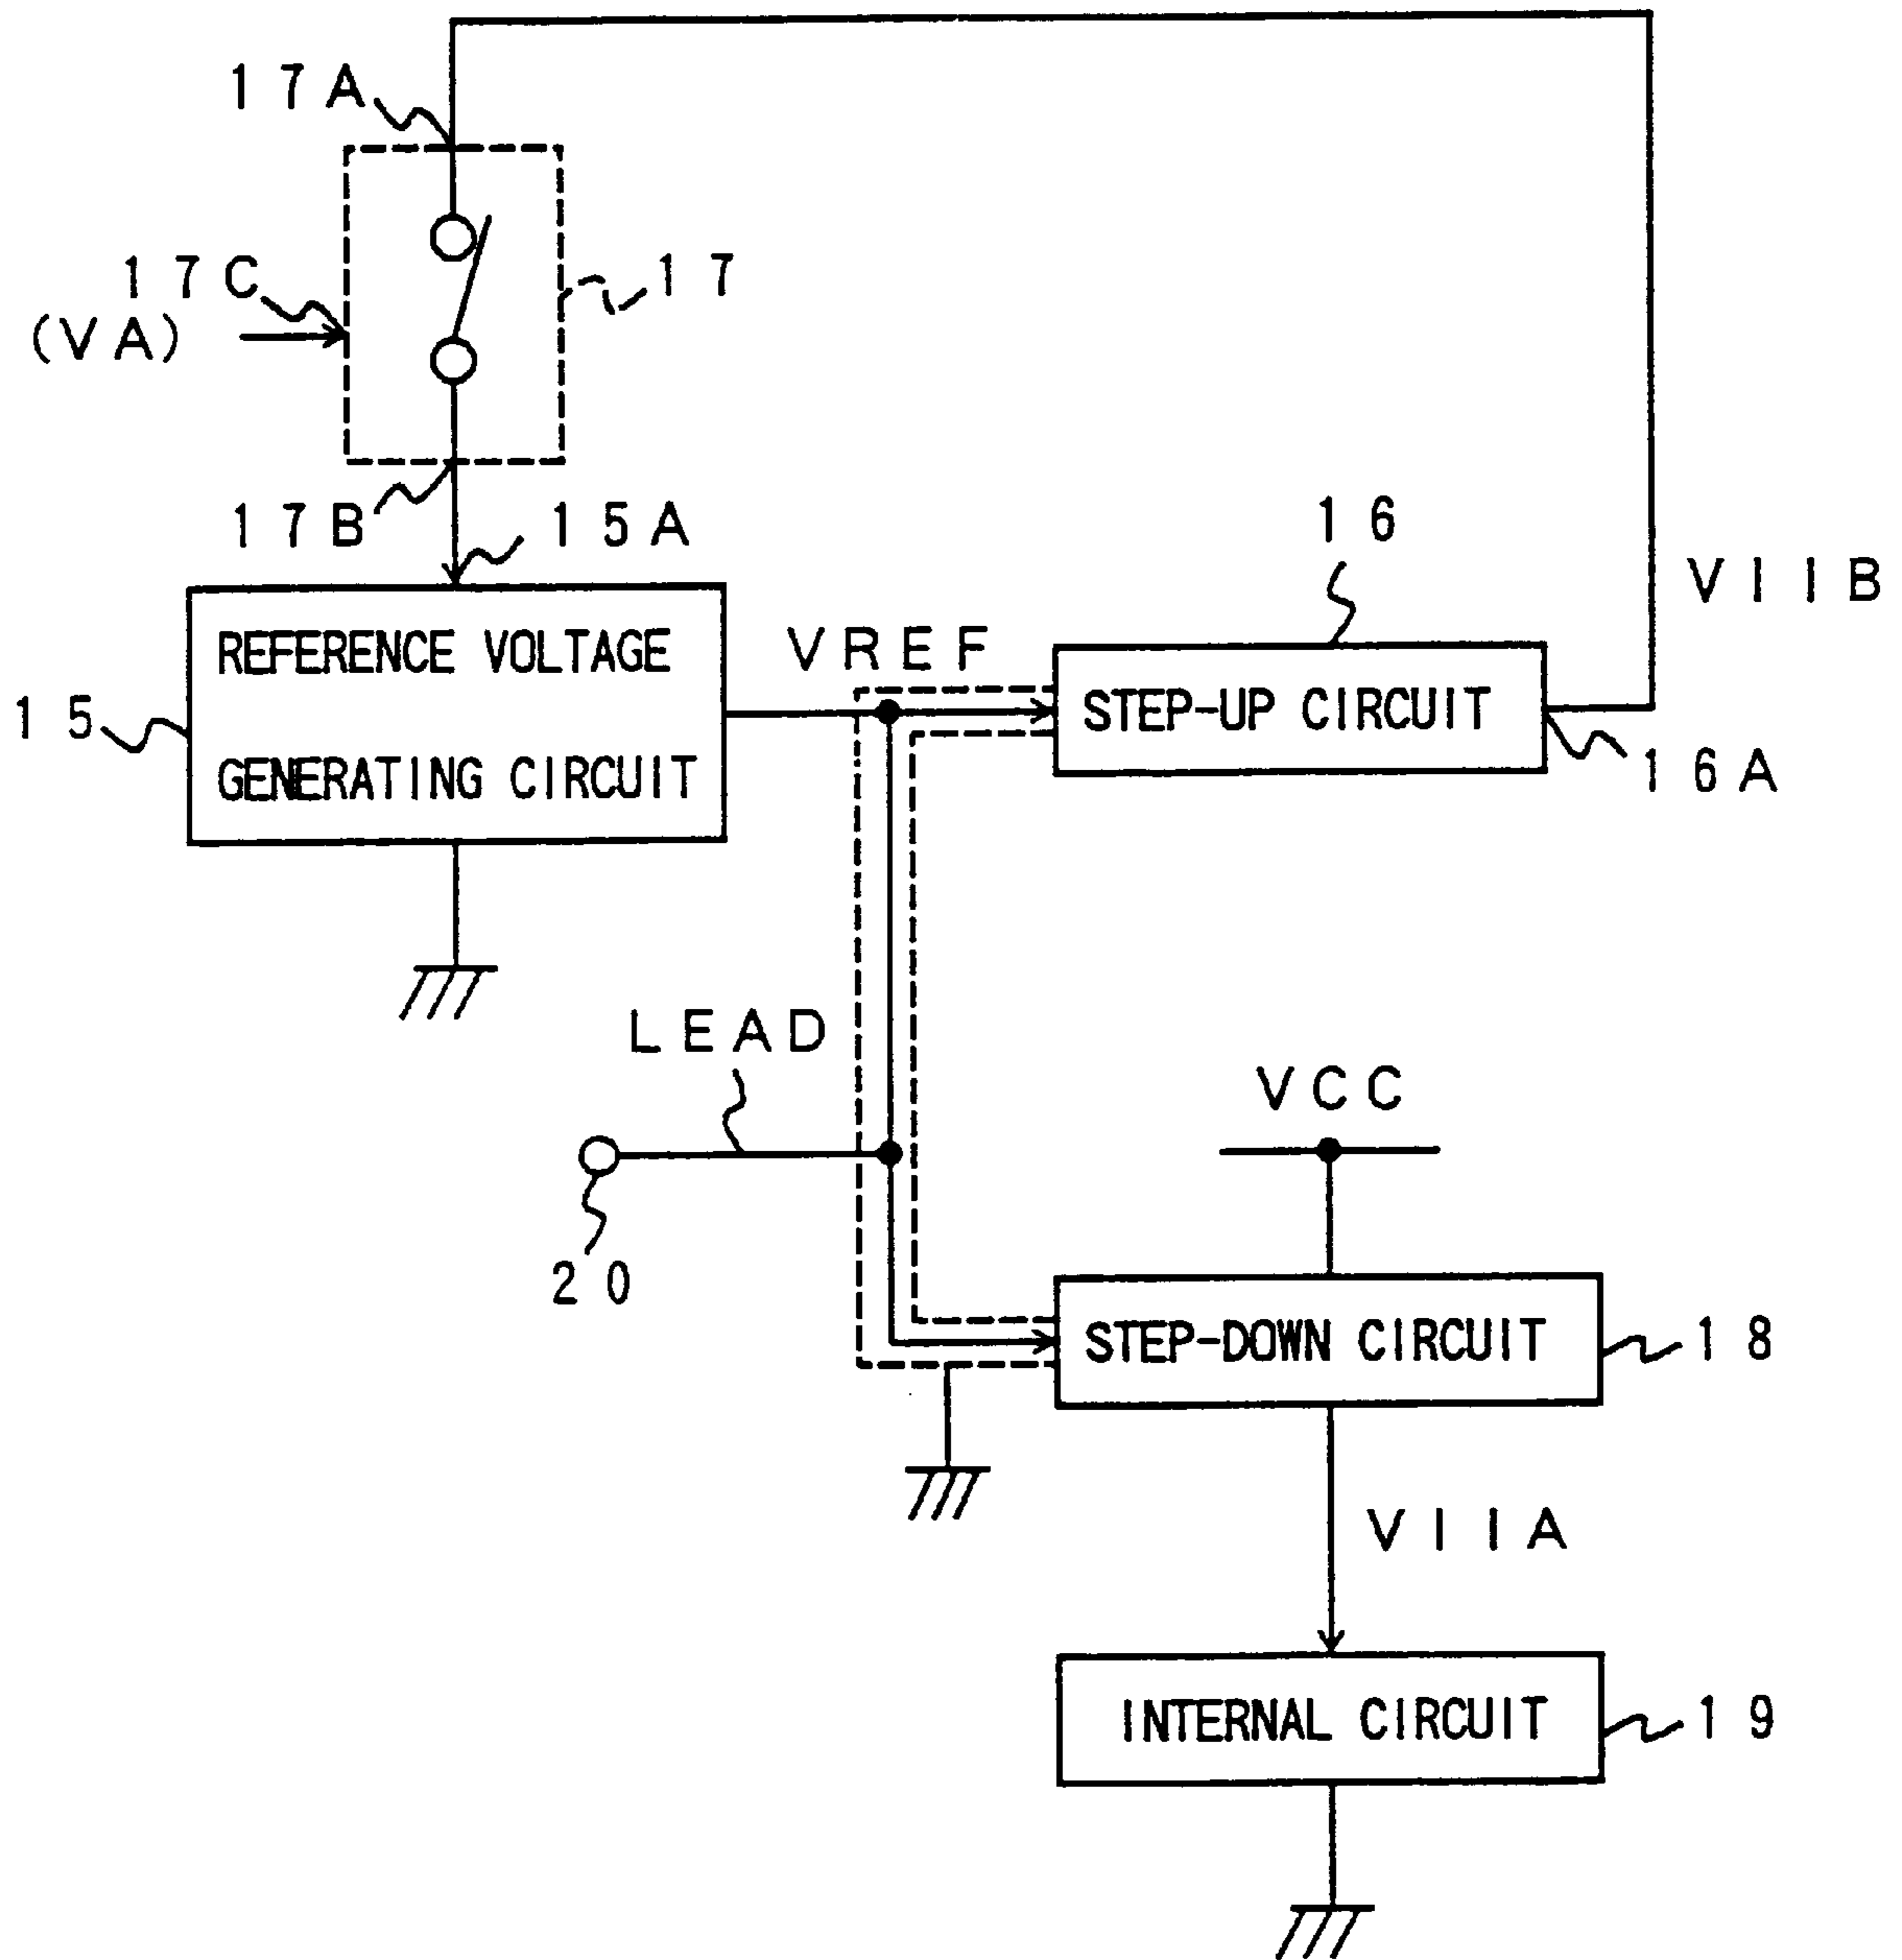 17A
17C
(VA)
17
17B
15A
16
VIIB
REFERENCE VOLTAGE
GENERATING CIRCUIT
15
VREF
STEP-UP CIRCUIT
16A
LEAD
VCC
20
STEP-DOWN CIRCUIT
18
VIIA
INTERNAL CIRCUIT
19